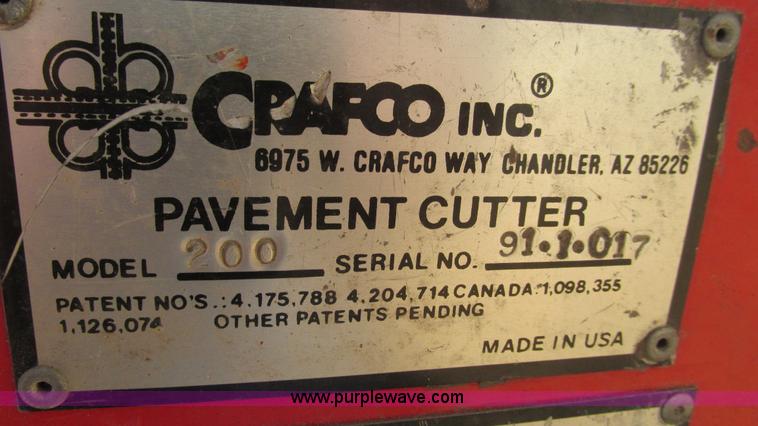 CRAFCO INC.®
6975 W. CRAFCO WAY CHANDLER, AZ 85226
PAVEMENT CUTTER
MODEL 200 SERIAL NO. 91.1.017
PATENT NO'S.: 4,175,788 4,204,714 CANADA: 1,098,355
1,126,074 OTHER PATENTS PENDING
MADE IN USA
www.purplewave.com